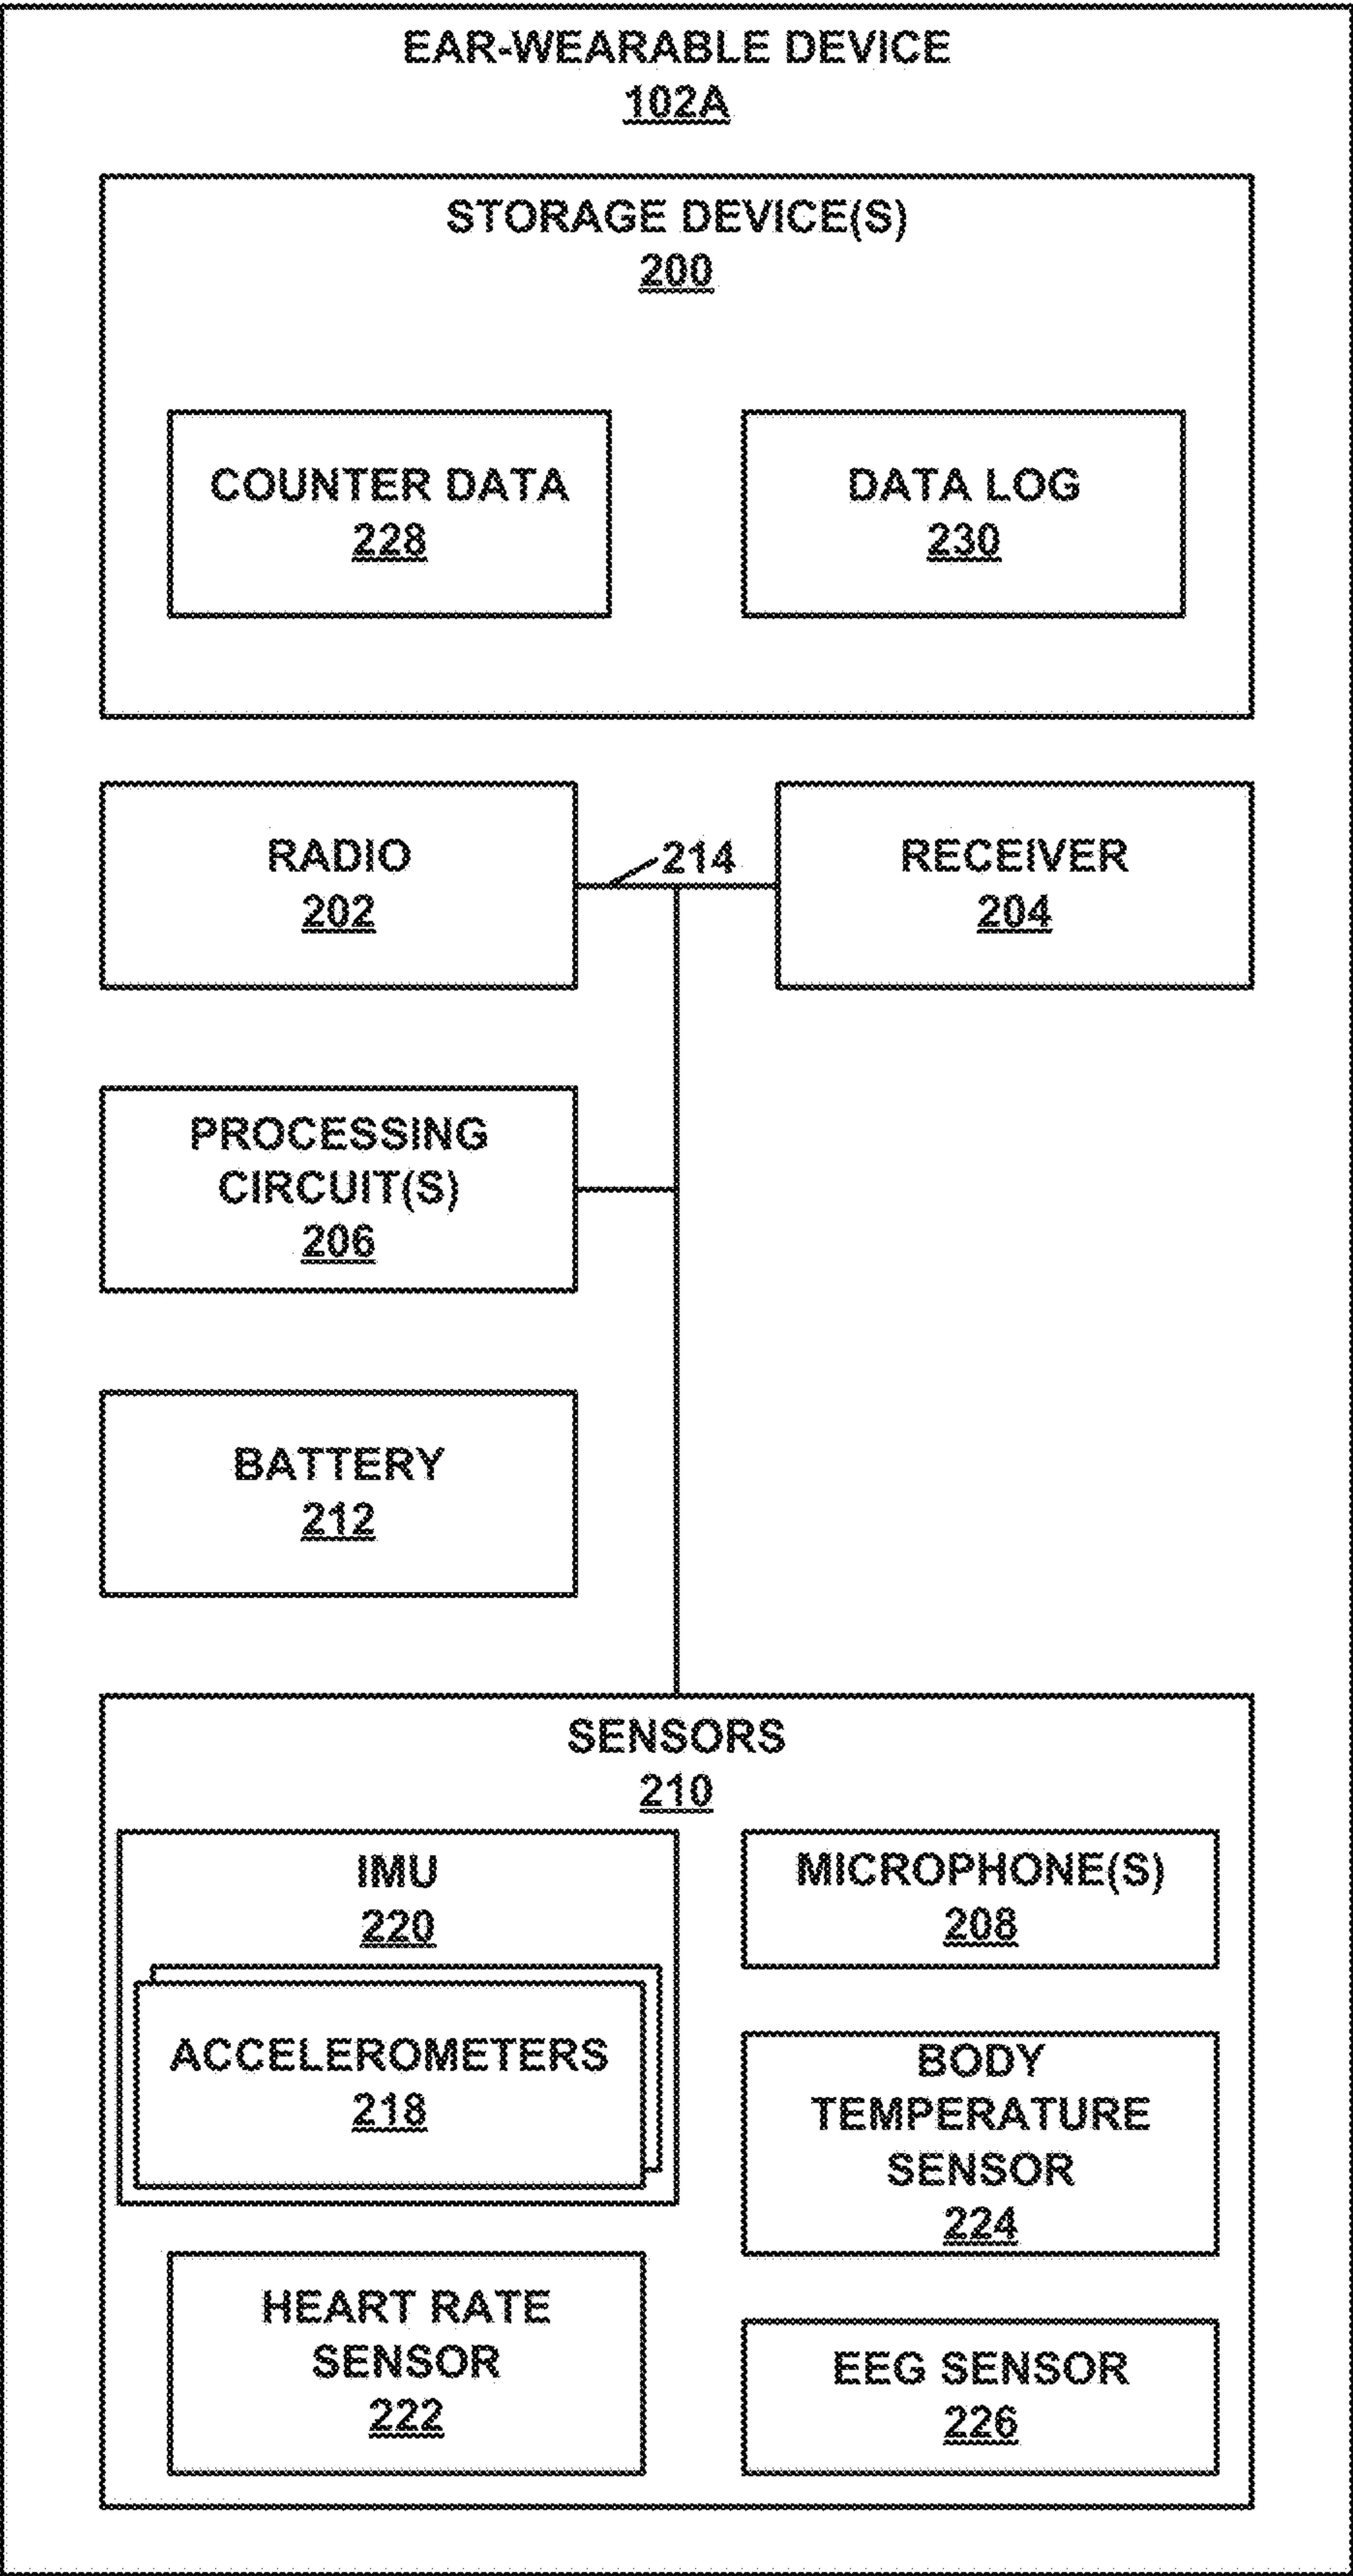 EAR-WEARABLE DEVICE
102A
STORAGE DEVICE(S)
200
COUNTER DATA
228
DATA LOG
230
RADIO
202
214
RECEIVER
204
PROCESSING
CIRCUIT(S)
206
BATTERY
212
SENSORS
210
IMU
220
ACCELEROMETERS
218
MICROPHONE(S)
208
BODY
TEMPERATURE
SENSOR
224
HEART RATE
SENSOR
222
EEG SENSOR
226